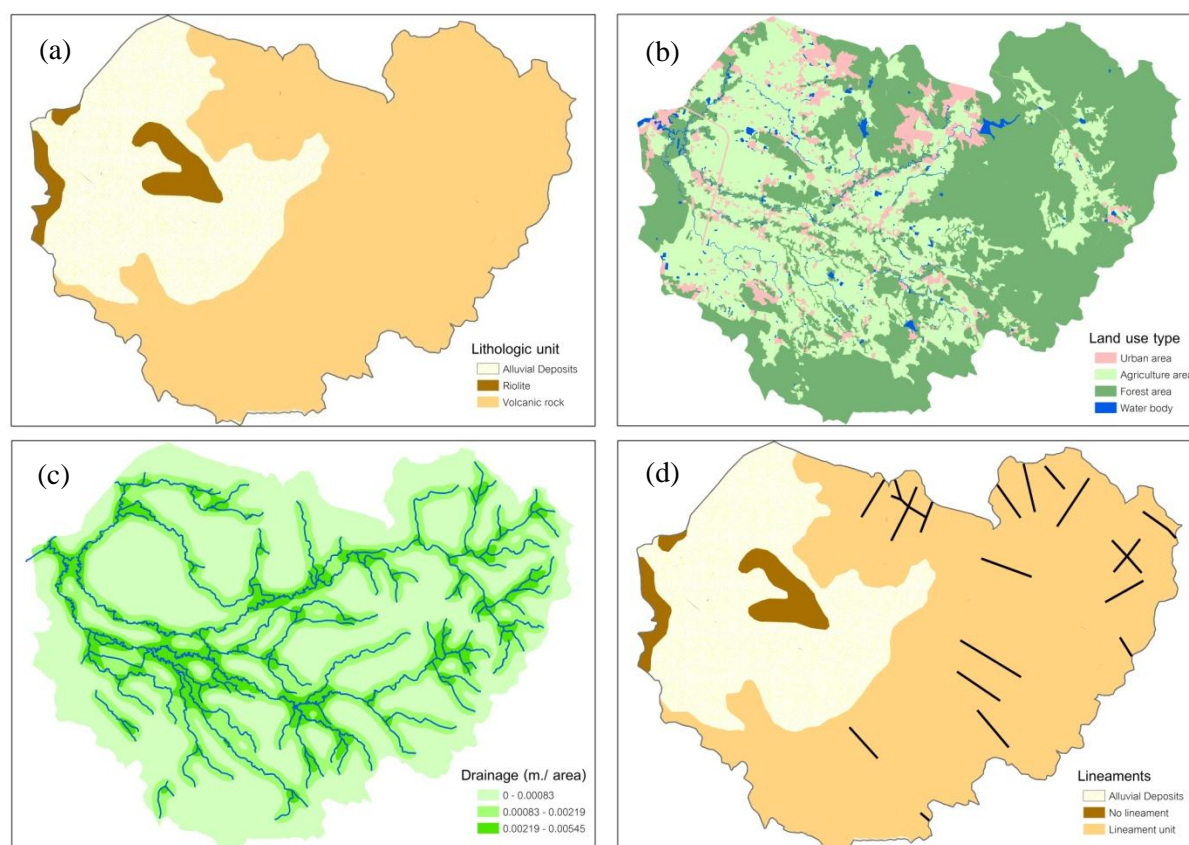 (a)
Lithologic unit
Alluvial Deposits
Riolite
Volcanic rock
(b)
Land use type
Urban area
Agriculture area
Forest area
Water body
(c)
Drainage (m./ area)
0 - 0.00083
0.00083 - 0.00219
0.00219 - 0.00545
(d)
Lineaments
Alluvial Deposits
No lineament
Lineament unit